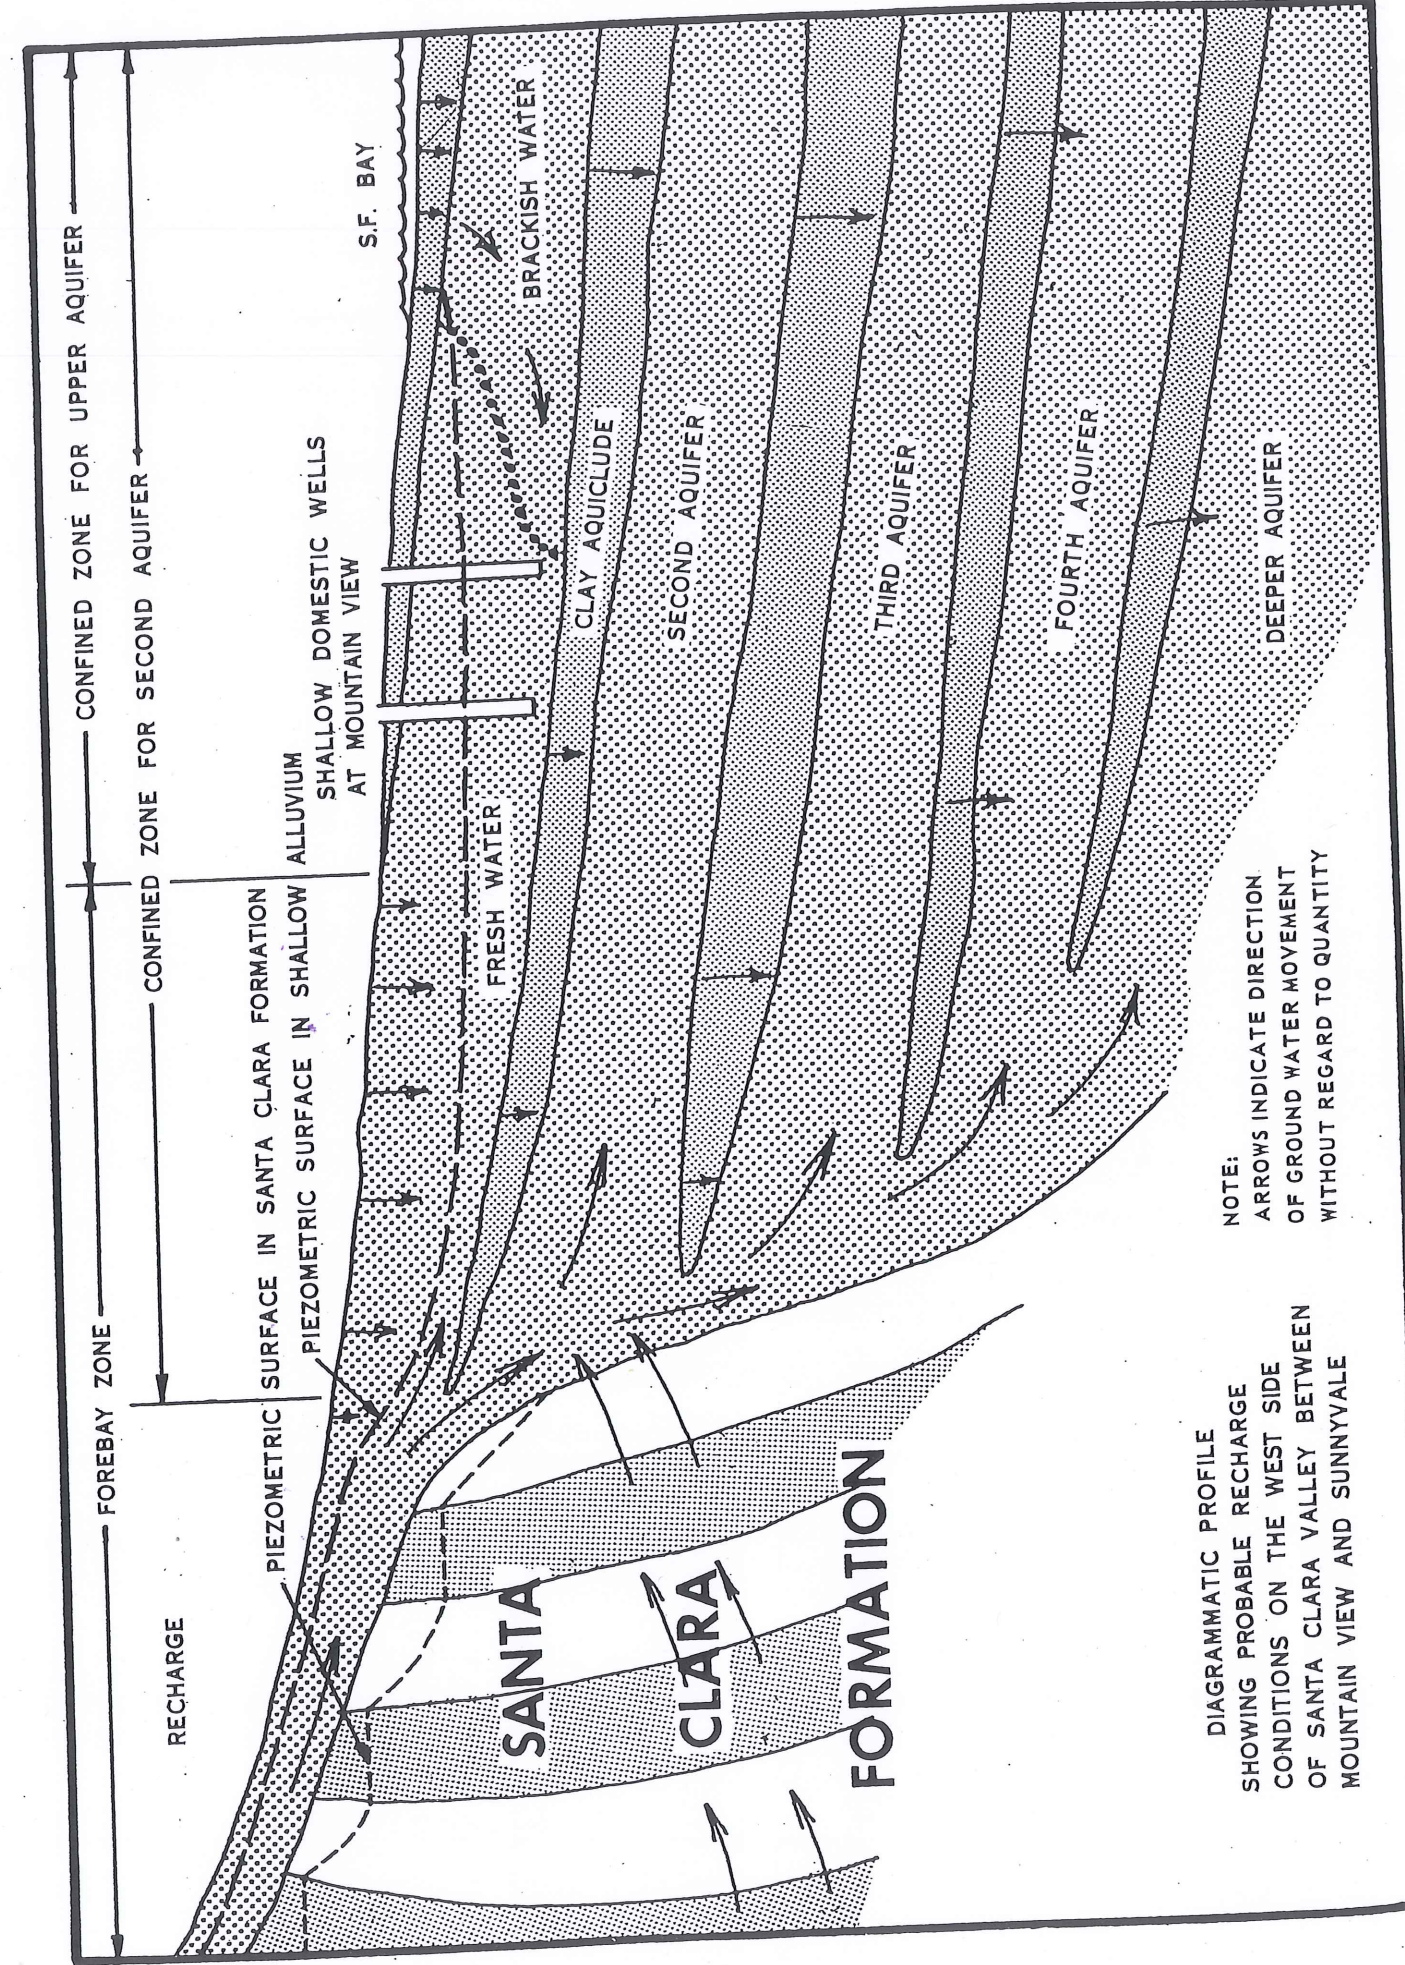 CONFINED ZONE FOR UPPER AQUIFER
FOREBAY ZONE
CONFINED ZONE FOR SECOND AQUIFER
RECHARGE
PIEZOMETRIC SURFACE IN SANTA CLARA FORMATION
PIEZOMETRIC SURFACE IN SHALLOW ALLUVIUM
SHALLOW DOMESTIC WELLS
AT MOUNTAIN VIEW
S.F. BAY
FRESH WATER
BRACKISH WATER
CLAY AQUICLUDE
SECOND AQUIFER
THIRD AQUIFER
FOURTH AQUIFER
DEEPER AQUIFER
SANTA
CLARA
FORMATION
DIAGRAMMATIC PROFILE
SHOWING PROBABLE RECHARGE
CONDITIONS ON THE WEST SIDE
OF SANTA CLARA VALLEY BETWEEN
MOUNTAIN VIEW AND SUNNYVALE
NOTE:
ARROWS INDICATE DIRECTION
OF GROUND WATER MOVEMENT
WITHOUT REGARD TO QUANTITY